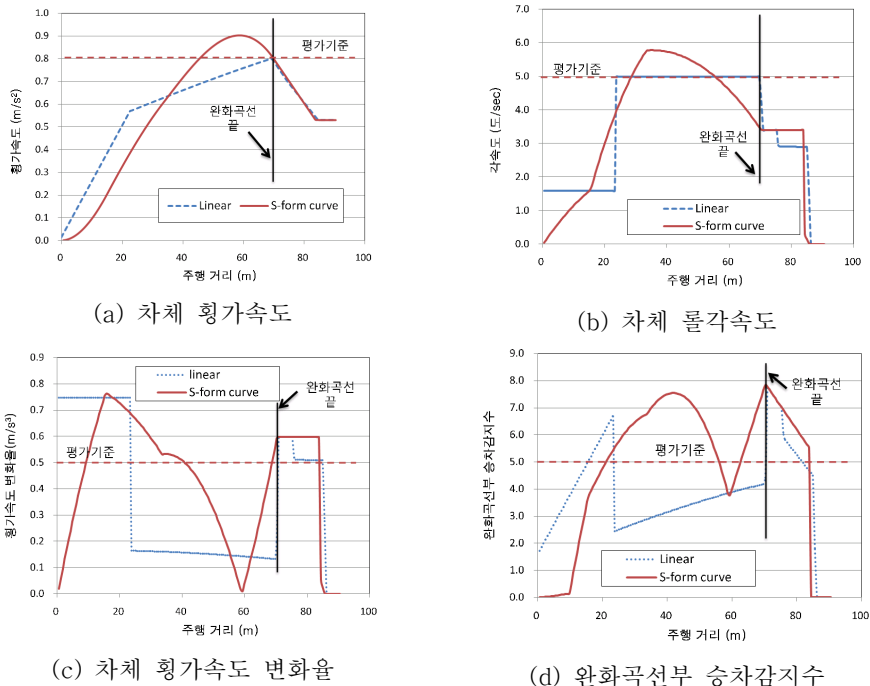 1.0
0.9
0.8
0.7
0.6
0.5
0.4
0.3
0.2
0.1
0.0
횡가속도 (m/s²)
평가기준
완화곡선
끝
Linear
S-form curve
0
20
40
60
80
100
주행 거리 (m)
(a) 차체 횡가속도
7.0
6.0
5.0
4.0
3.0
2.0
1.0
0.0
각속도 (도/sec)
평가기준
완화곡선
끝
Linear
S-form curve
0
20
40
60
80
100
주행 거리 (m)
(b) 차체 롤각속도
0.9
0.8
0.7
0.6
0.5
0.4
0.3
0.2
0.1
0.0
횡가속도 변화율(m/s³)
linear
S-form curve
완화곡선
끝
평가기준
0
20
40
60
80
100
주행 거리 (m)
(c) 차체 횡가속도 변화율
9.0
8.0
7.0
6.0
5.0
4.0
3.0
2.0
1.0
0.0
완화곡선부 승차감지수
완화곡선
끝
평가기준
Linear
S-form curve
0
20
40
60
80
100
주행 거리 (m)
(d) 완화곡선부 승차감지수